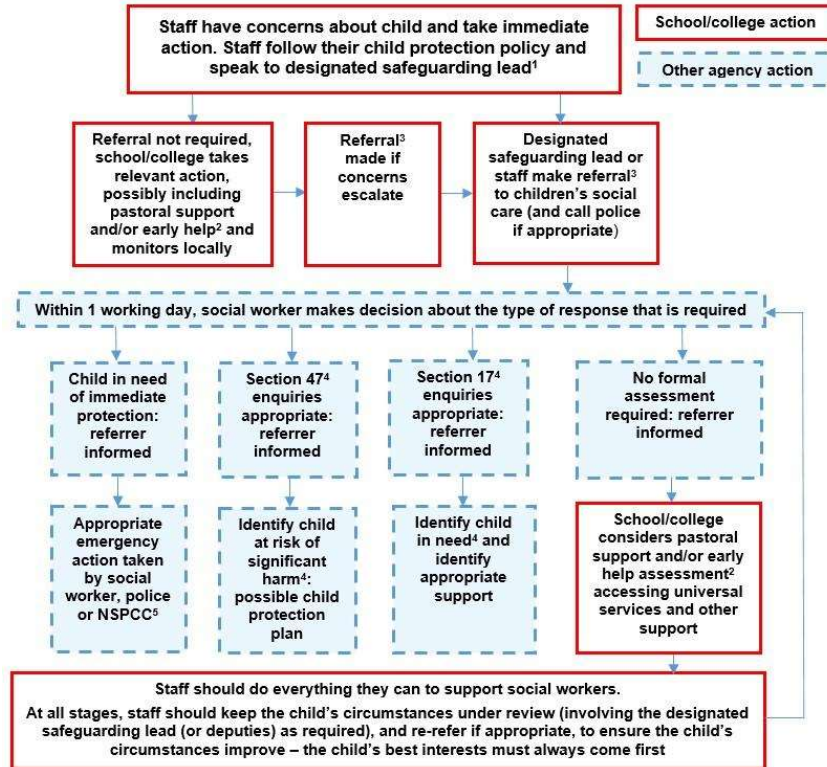 Staff have concerns about child and take immediate
action. Staff follow their child protection policy and
speak to designated safeguarding lead¹
School/college action
Other agency action
Referral not required,
school/college takes
relevant action,
possibly including
pastoral support
and/or early help² and
monitors locally
Referral³
made if
concerns
escalate
Designated
safeguarding lead or
staff make referral³
to children's social
care (and call police
if appropriate)
Within 1 working day, social worker makes decision about the type of response that is required
Child in need
of immediate
protection:
referrer
informed
Section 47⁴
enquiries
appropriate:
referrer
informed
Section 17⁴
enquiries
appropriate:
referrer
informed
No formal
assessment
required: referrer
informed
Appropriate
emergency
action taken
by social
worker, police
or NSPCC⁵
Identify child
at risk of
significant
harm⁴:
possible child
protection
plan
Identify child in
need⁴ and
identify
appropriate
support
School/college
considers pastoral
support and/or early
help assessment²
accessing universal
services and other
support
Staff should do everything they can to support social workers.
At all stages, staff should keep the child's circumstances under review (involving the designated
safeguarding lead (or deputies) as required), and re-refer if appropriate, to ensure the child's
circumstances improve – the child's best interests must always come first